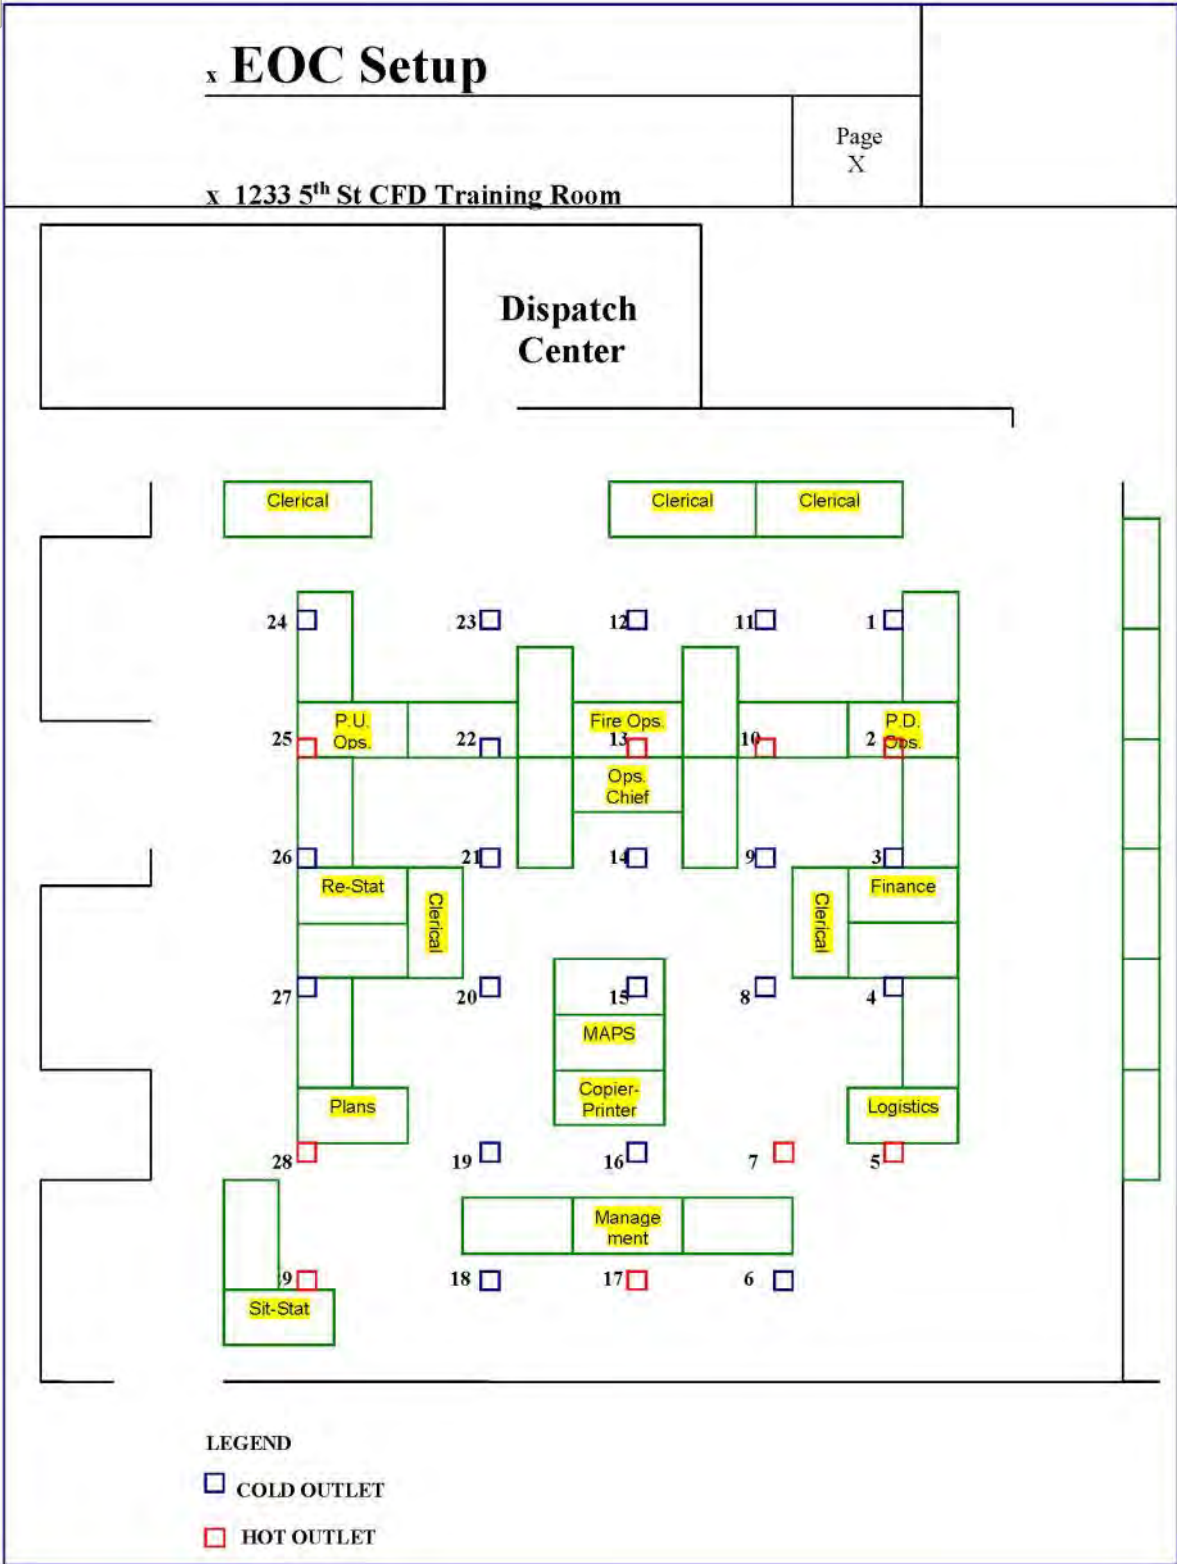 x EOC Setup
Page
X
x 1233 5th St CFD Training Room
Dispatch
Center
Clerical
Clerical
Clerical
24
23
12
11
1
P.U.
Ops.
Fire Ops.
P.D.
Ops.
25
22
13
10
2
Ops.
Chief
26
21
14
9
3
Re-Stat
Clerical
Clerical
Finance
27
20
15
8
4
MAPS
Copier-
Printer
Plans
Logistics
28
19
16
7
5
Manage
ment
9
18
17
6
Sit-Stat
LEGEND
COLD OUTLET
HOT OUTLET